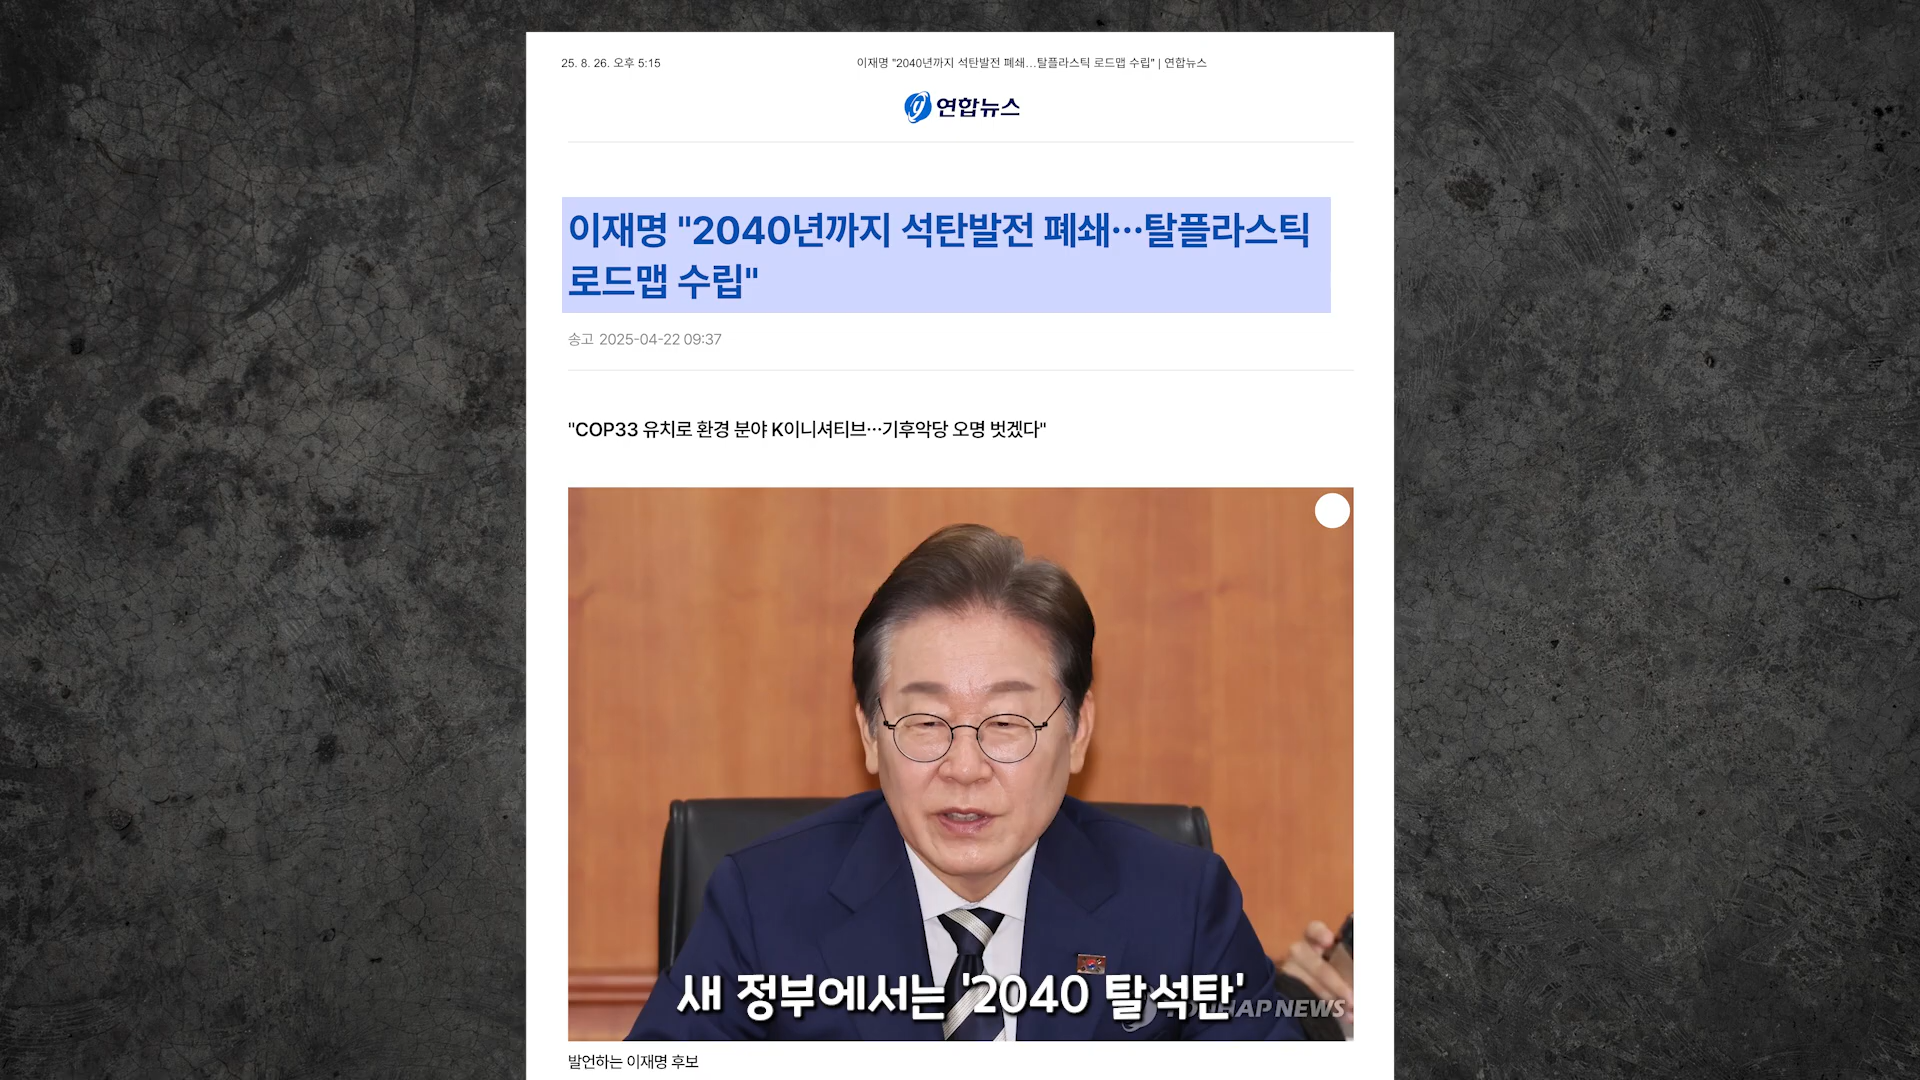 25. 8. 26. 오후 5:15
이재명 "2040년까지 석탄발전 폐쇄…탈플라스틱 로드맵 수립" | 연합뉴스
연합뉴스
이재명 "2040년까지 석탄발전 폐쇄…탈플라스틱
로드맵 수립"
송고 2025-04-22 09:37
"COP33 유치로 환경 분야 K이니셔티브…기후악당 오명 벗겠다"
새 정부에서는 '2040 탈석탄'
HAP NEWS
발언하는 이재명 후보